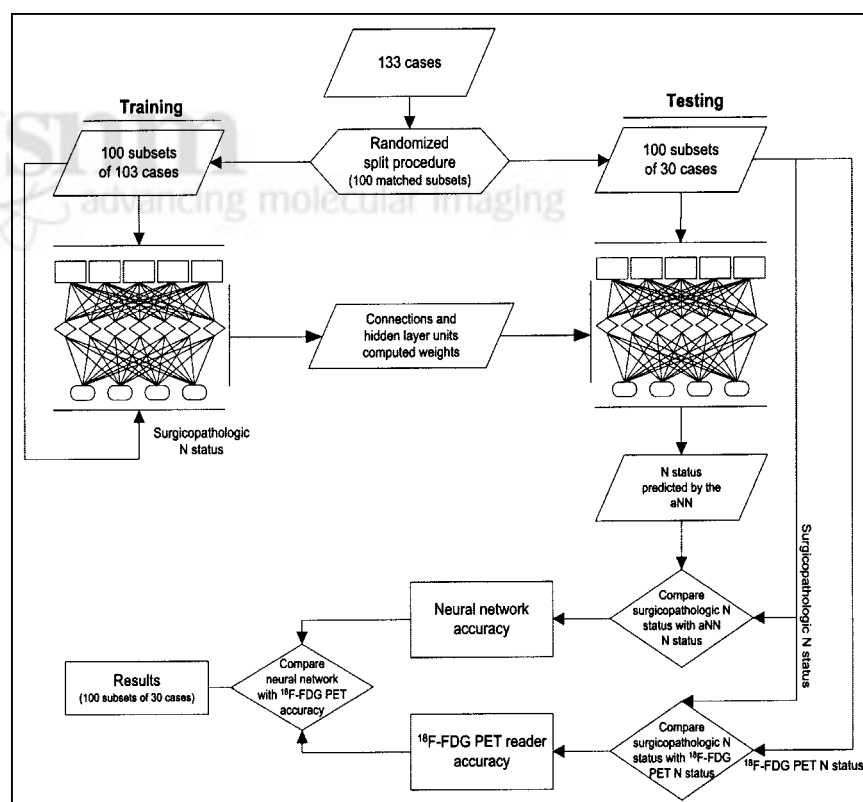 133 cases
Training
Testing
snm
advancing molecular imaging
100 subsets
of 103 cases
Randomized
split procedure
(100 matched subsets)
100 subsets
of 30 cases
Connections and
hidden layer units
computed weights
Surgicopathologic
N status
N status
predicted by the
aNN
Surgicopathologic N status
Compare
surgicopathologic N
status with aNN
N status
Neural network
accuracy
Compare
neural network
with ¹⁸F-FDG PET
accuracy
Results
(100 subsets of 30 cases)
Compare
surgicopathologic N
status with ¹⁸F-FDG
PET N status
¹⁸F-FDG PET reader
accuracy
¹⁸F-FDG PET N status